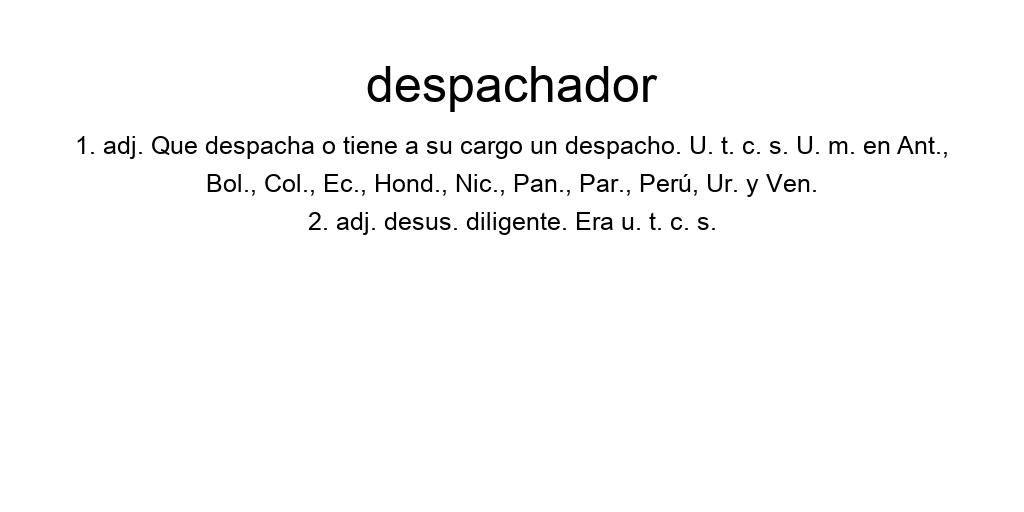 despachador
1. adj. Que despacha o tiene a su cargo un despacho. U. t. c. s. U. m. en Ant.,
Bol., Col., Ec., Hond., Nic., Pan., Par., Perú, Ur. y Ven.
2. adj. desus. diligente. Era u. t. c. s.